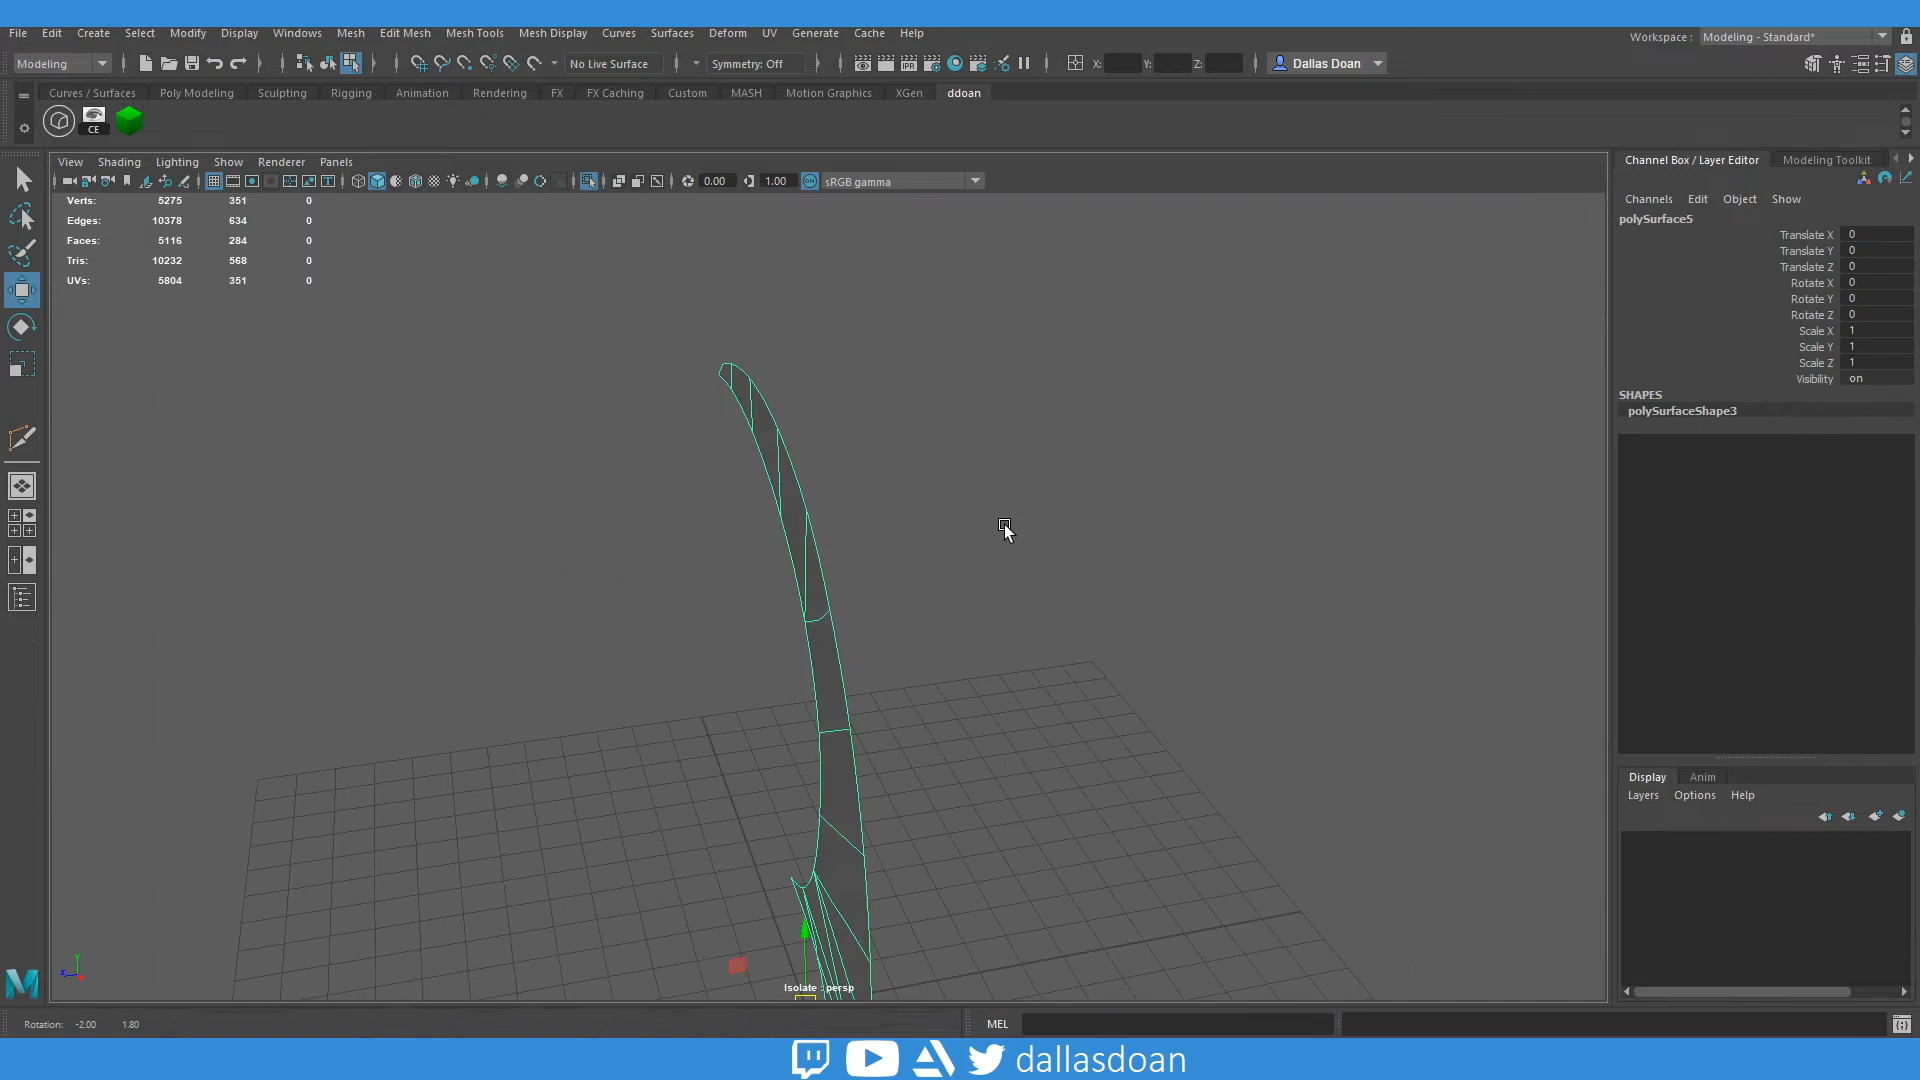 File Edit Create Select Modify Display Windows Mesh Edit Mesh Mesh Tools Mesh Display Curves Surfaces Deform UV Generate Cache Help
Workspace : Modeling - Standard*
Modeling No Live Surface Symmetry: Off X: Y: Z: Dallas Doan
Curves / Surfaces Poly Modeling Sculpting Rigging Animation Rendering FX FX Caching Custom MASH Motion Graphics XGen ddoan
CE
View Shading Lighting Show Renderer Panels
0.00 1.00 sRGB gamma
Verts: 5275 351 0
Edges: 10378 634 0
Faces: 5116 284 0
Tris: 10232 568 0
UVs: 5804 351 0
Channel Box / Layer Editor Modeling Toolkit
Channels Edit Object Show
polySurface5
Translate X 0
Translate Y 0
Translate Z 0
Rotate X 0
Rotate Y 0
Rotate Z 0
Scale X 1
Scale Y 1
Scale Z 1
Visibility on
SHAPES
polySurfaceShape3
Display Anim
Layers Options Help
y
z
Isolate : persp
Rotation: -2.00 1.80
MEL
dallasdoan